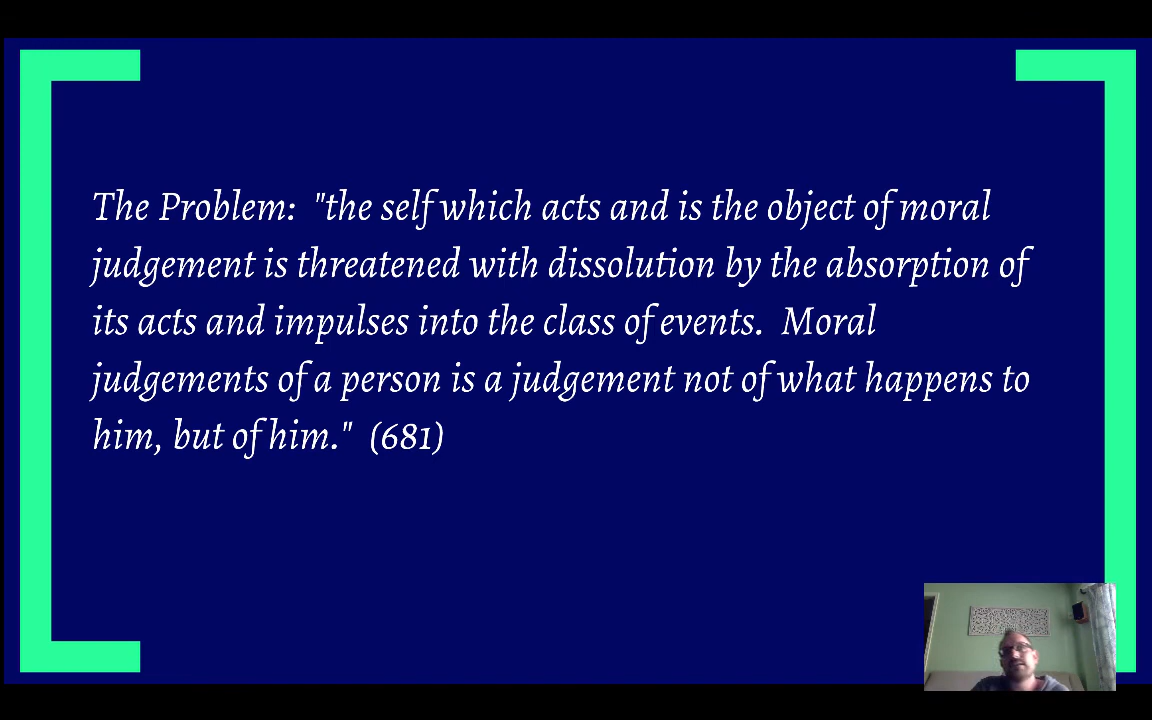 The Problem:  "the self which acts and is the object of moral
judgement is threatened with dissolution by the absorption of
its acts and impulses into the class of events.  Moral
judgements of a person is a judgement not of what happens to
him, but of him."  (681)